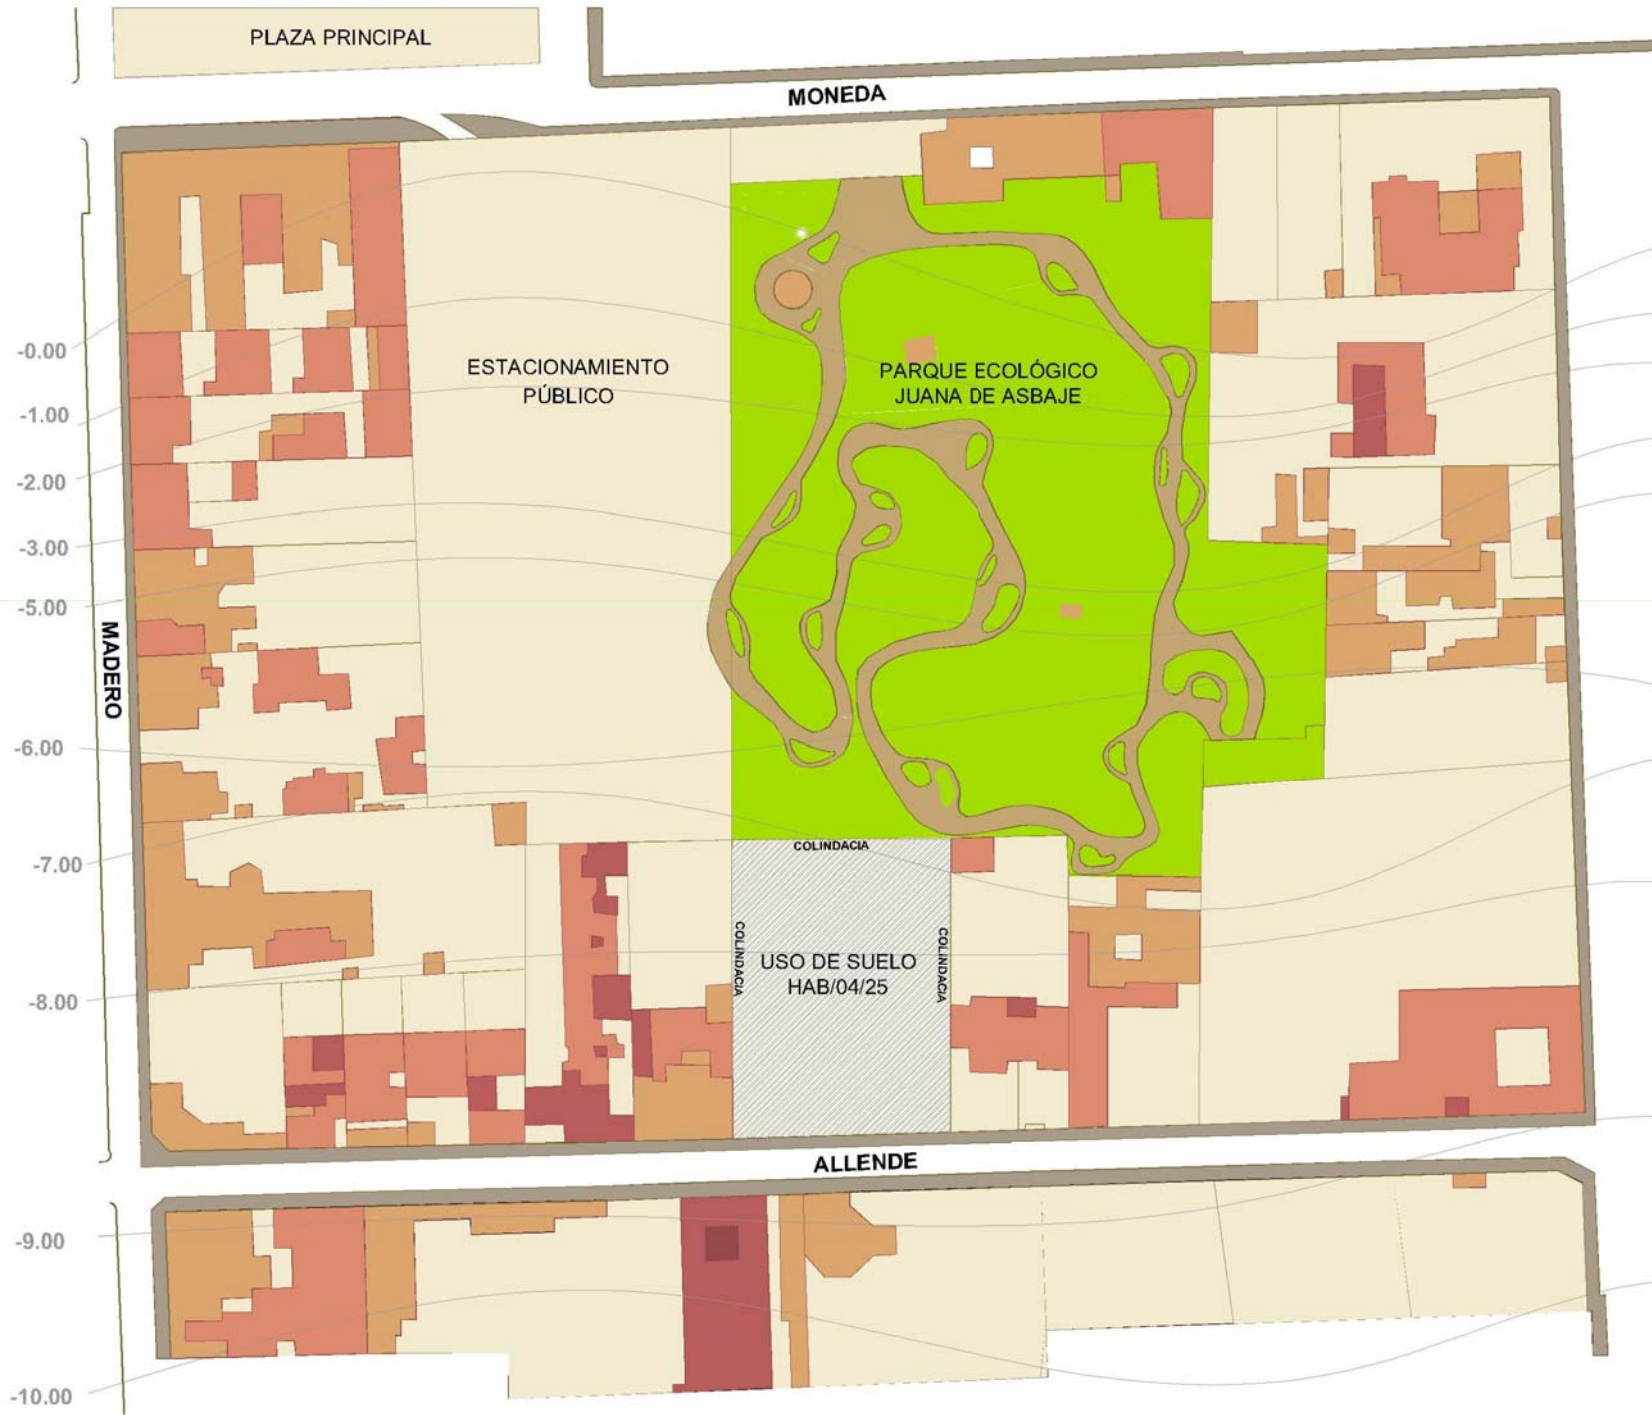 PLAZA PRINCIPAL
MONEDA
ESTACIONAMIENTO
PÚBLICO
PARQUE ECOLÓGICO
JUANA DE ASBAJE
-0.00
-1.00
-2.00
-3.00
-5.00
MADERO
-6.00
-7.00
COLINDACIA
COLINDACIA
COLINDACIA
USO DE SUELO
HAB/04/25
-8.00
ALLENDE
-9.00
-10.00